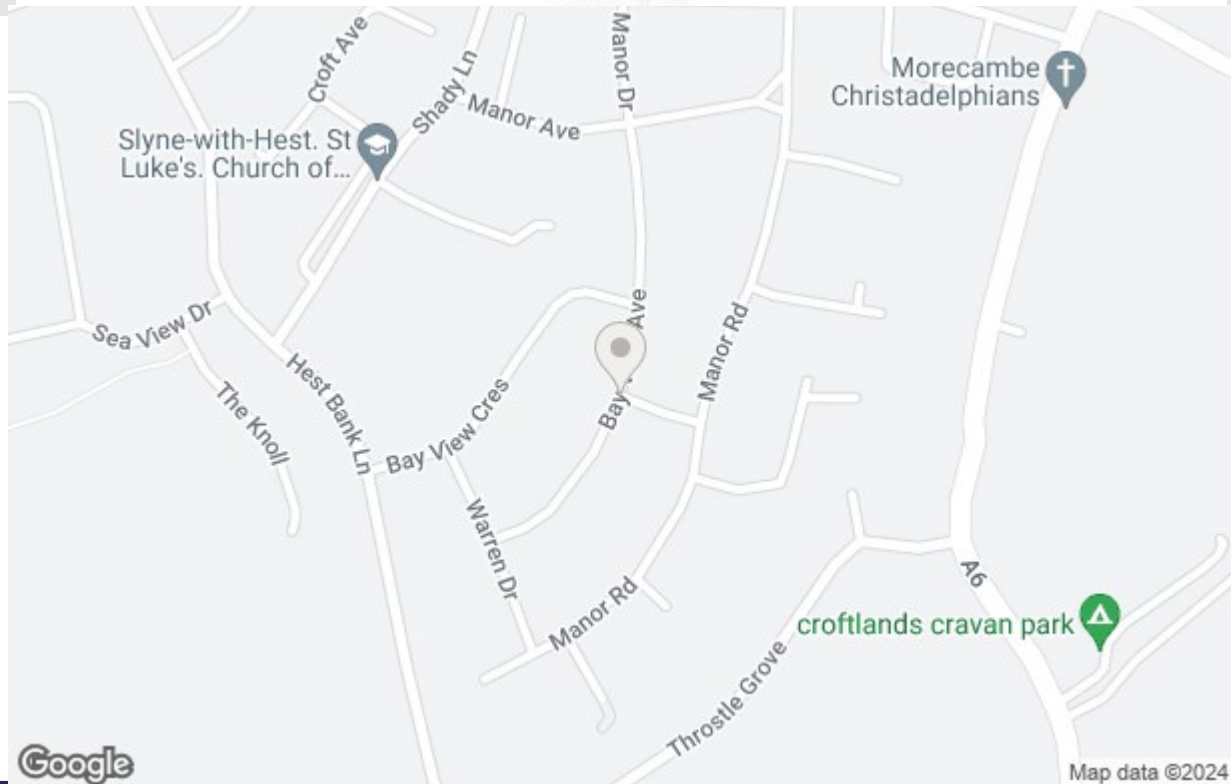 Croft Ave
Shady Ln
Manor Dr
Morecambe
Christadelphians
Manor Ave
Slyne-with-Hest. St
Luke's. Church of...
Sea View Dr
Ave
Manor Rd
Hest Bank Ln
The Knoll
Bay View Cres
Bay
Warren Dr
Manor Rd
A6
croftlands cravan park
Throstle Grove
Google
Map data ©2024